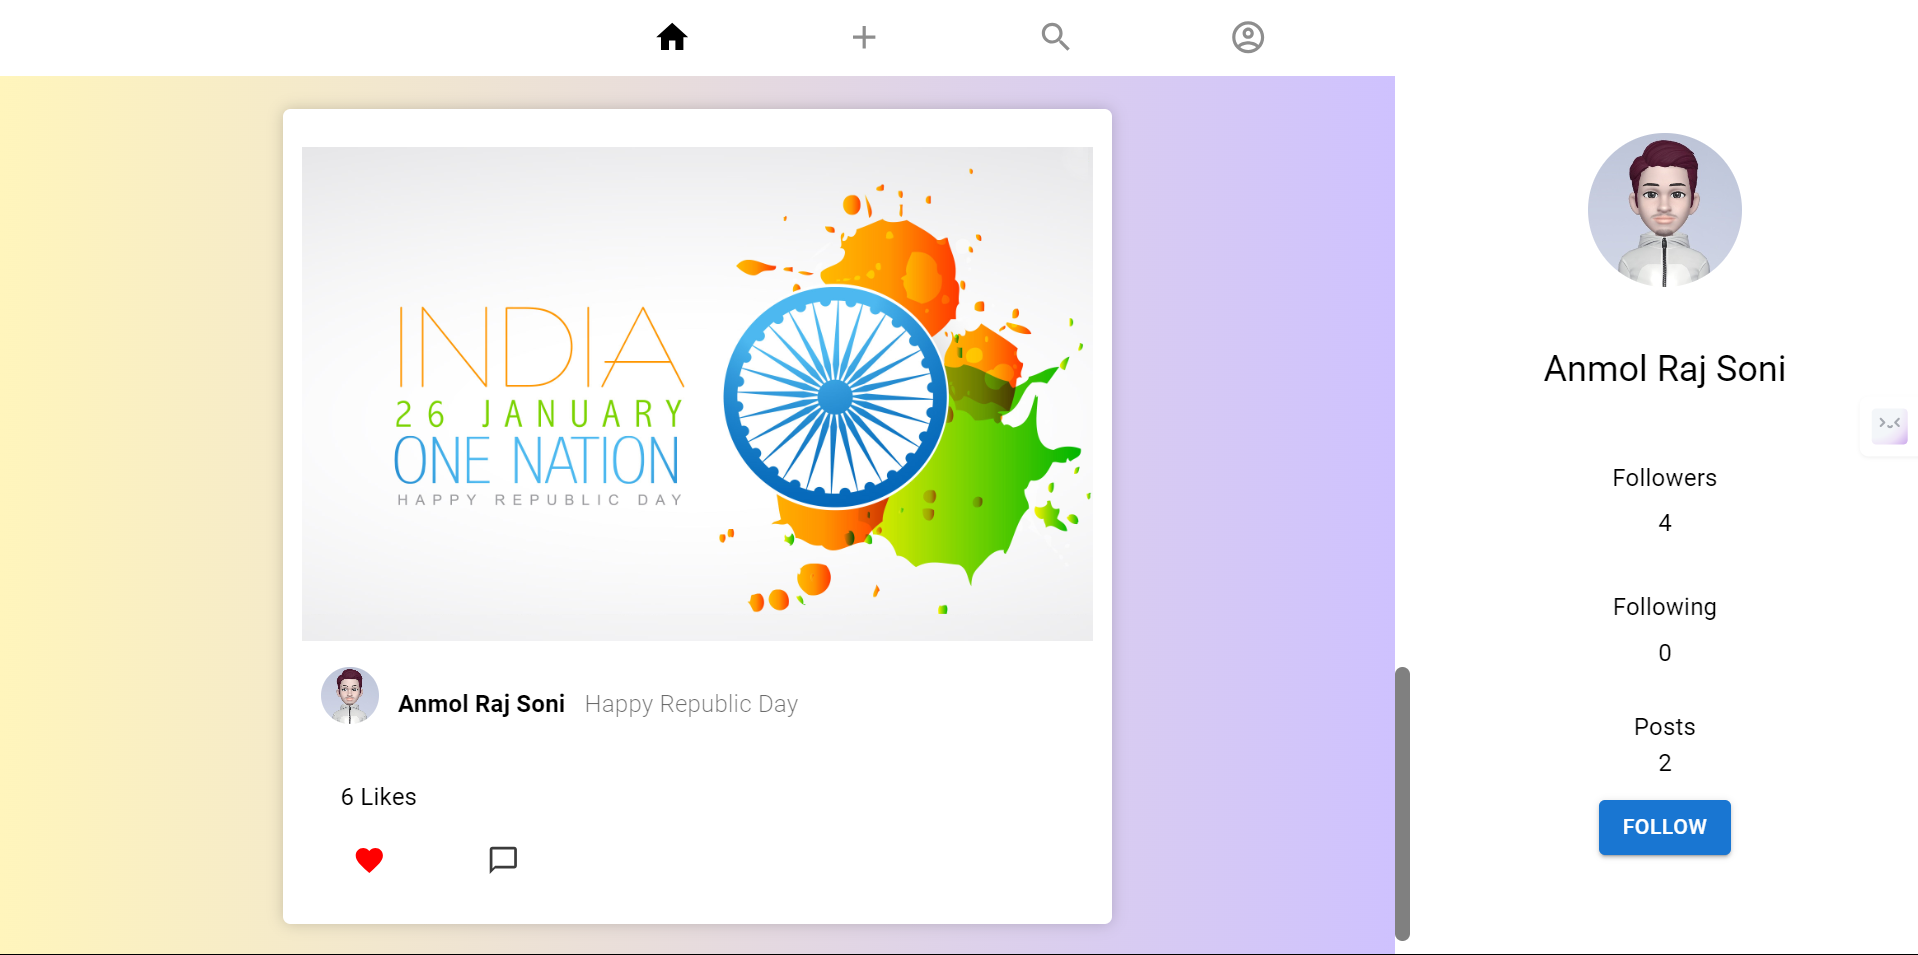 INDIA
26 JANUARY
ONE NATION
HAPPY REPUBLIC DAY
Anmol Raj Soni Happy Republic Day
6 Likes
Anmol Raj Soni
Followers
4
Following
0
Posts
2
FOLLOW